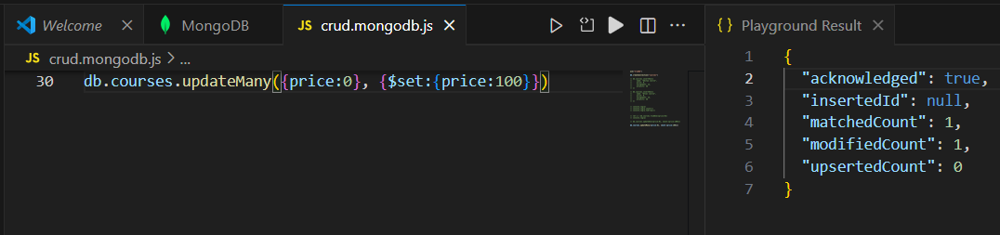 Welcome
MongoDB
JS crud.mongodb.js
{ } Playground Result
JS crud.mongodb.js > ...
30 db.courses.updateMany({price:0}, {$set:{price:100}})
1 {
2 "acknowledged": true,
3 "insertedId": null,
4 "matchedCount": 1,
5 "modifiedCount": 1,
6 "upsertedCount": 0
7 }